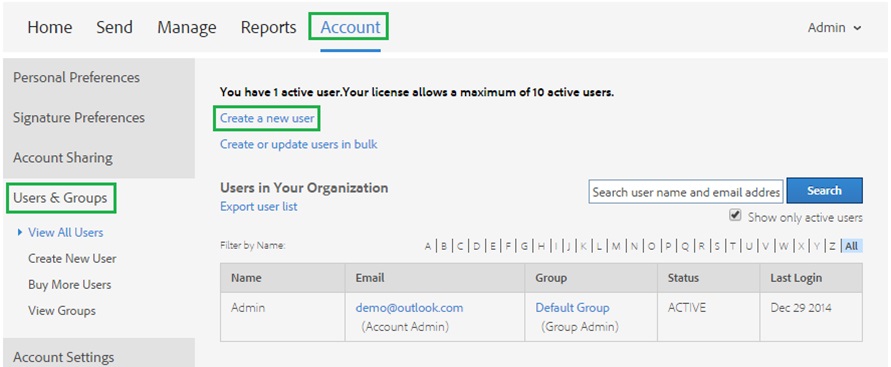 Home Send Manage Reports Account Admin
Personal Preferences
Signature Preferences
Account Sharing
Users & Groups
View All Users
Create New User
Buy More Users
View Groups
Account Settings
You have 1 active user.Your license allows a maximum of 10 active users.
Create a new user
Create or update users in bulk
Users in Your Organization
Export user list
Search user name and email addres Search
Show only active users
Filter by Name: A B C D E F G H I J K L M N O P Q R S T U V W X Y Z All
Name Email Group Status Last Login
Admin demo@outlook.com Default Group ACTIVE Dec 29 2014
(Account Admin) (Group Admin)